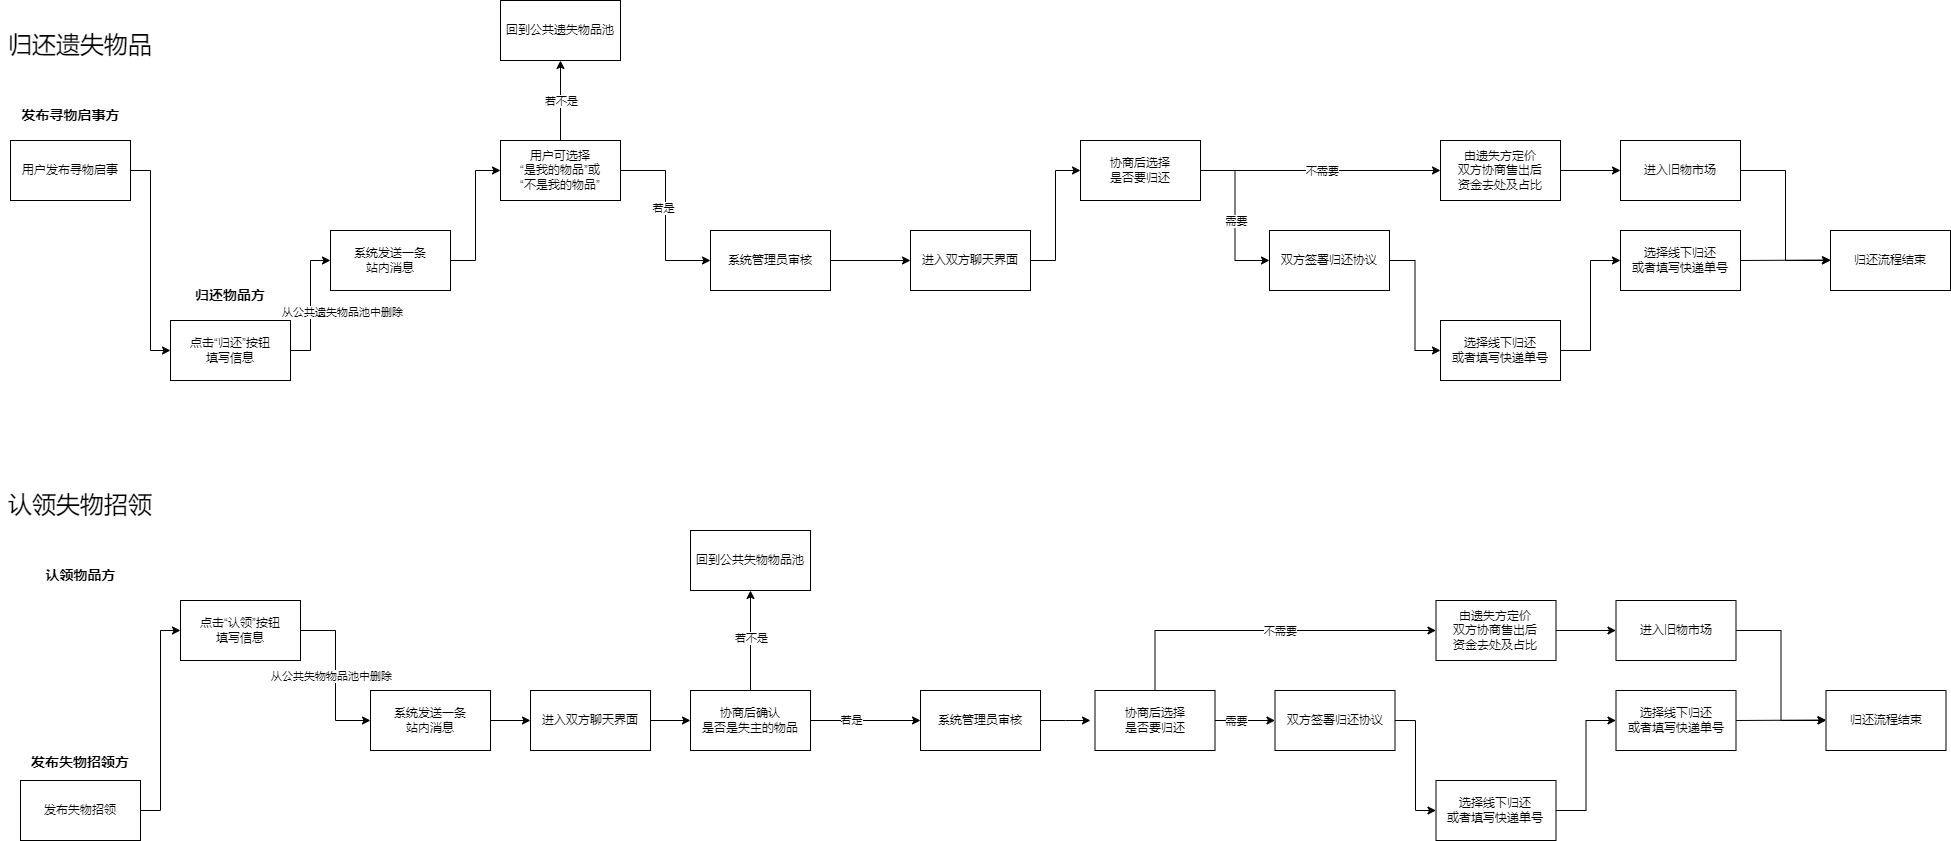 归还遗失物品
回到公共遗失物品池
若不是
发布寻物启事方
用户发布寻物启事
用户可选择
“是我的物品”或
“不是我的物品”
若是
协商后选择
是否要归还
不需要
需要
由遗失方定价
双方协商售出后
资金去处及占比
进入旧物市场
系统发送一条
站内消息
系统管理员审核
进入双方聊天界面
双方签署归还协议
选择线下归还
或者填写快递单号
归还流程结束
归还物品方
从公共遗失物品池中删除
点击“归还”按钮
填写信息
选择线下归还
或者填写快递单号
认领失物招领
回到公共失物物品池
若不是
认领物品方
点击“认领”按钮
填写信息
不需要
由遗失方定价
双方协商售出后
资金去处及占比
进入旧物市场
从公共失物物品池中删除
系统发送一条
站内消息
进入双方聊天界面
协商后确认
是否是失主的物品
若是
系统管理员审核
协商后选择
是否要归还
需要
双方签署归还协议
选择线下归还
或者填写快递单号
归还流程结束
发布失物招领方
发布失物招领
选择线下归还
或者填写快递单号